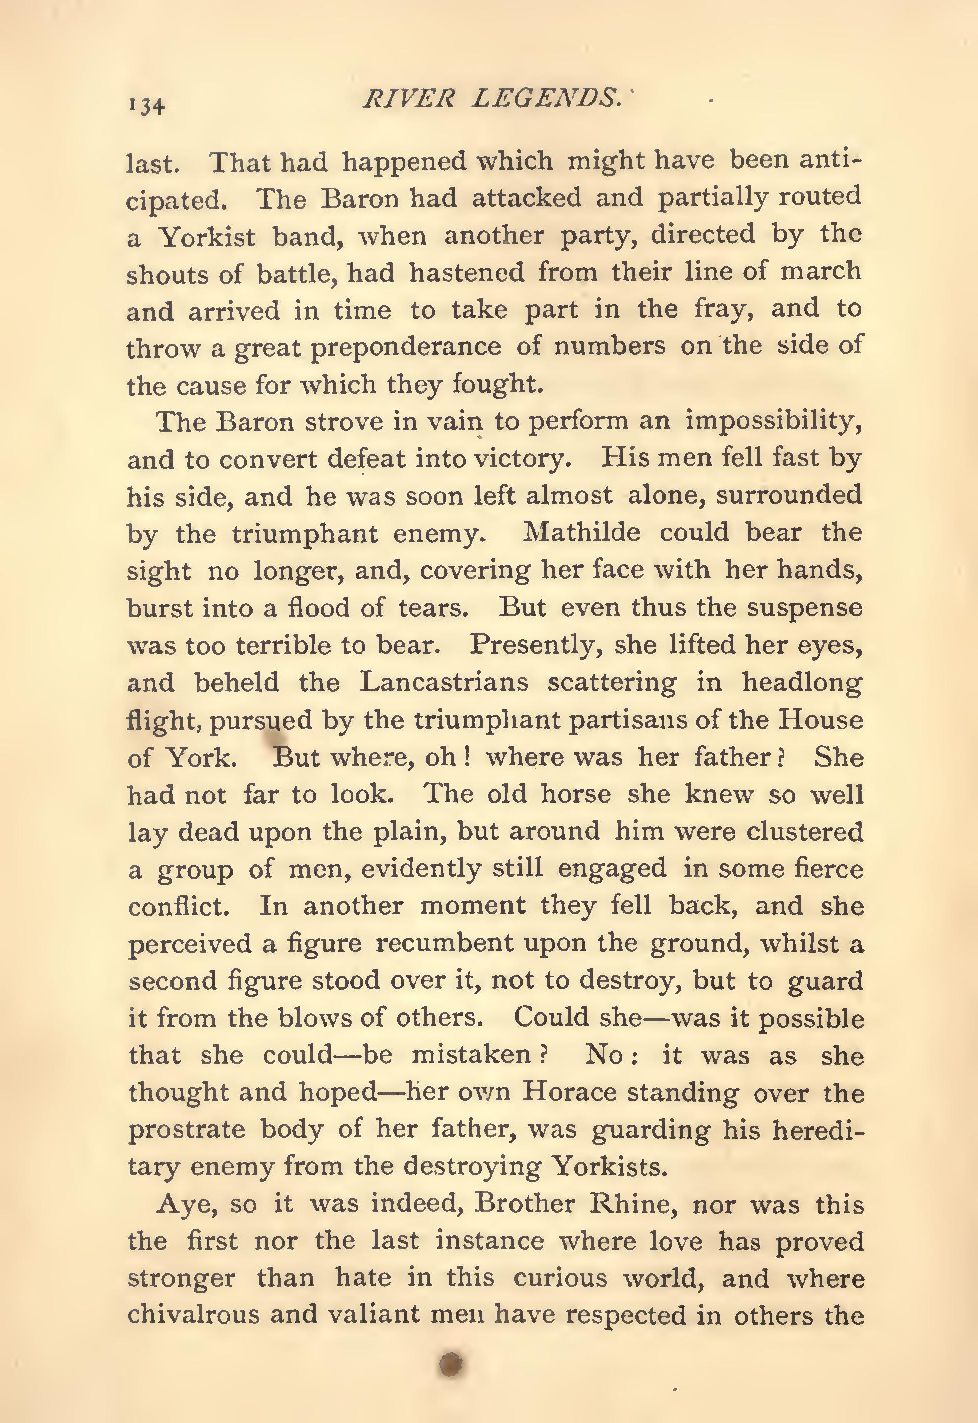 134 RIVER LEGENDS.
last. That had happened which might have been anti-
cipated. The Baron had attacked and partially routed
a Yorkist band, when another party, directed by the
shouts of battle, had hastened from their line of march
and arrived in time to take part in the fray, and to
throw a great preponderance of numbers on the side of
the cause for which they fought.
The Baron strove in vain to perform an impossibility,
and to convert defeat into victory. His men fell fast by
his side, and he was soon left almost alone, surrounded
by the triumphant enemy. Mathilde could bear the
sight no longer, and, covering her face with her hands,
burst into a flood of tears. But even thus the suspense
was too terrible to bear. Presently, she lifted her eyes,
and beheld the Lancastrians scattering in headlong
flight, pursued by the triumphant partisans of the House
of York. But where, oh! where was her father? She
had not far to look. The old horse she knew so well
lay dead upon the plain, but around him were clustered
a group of men, evidently still engaged in some fierce
conflict. In another moment they fell back, and she
perceived a figure recumbent upon the ground, whilst a
second figure stood over it, not to destroy, but to guard
it from the blows of others. Could she—was it possible
that she could—be mistaken? No: it was as she
thought and hoped—her own Horace standing over the
prostrate body of her father, was guarding his heredi-
tary enemy from the destroying Yorkists.
Aye, so it was indeed, Brother Rhine, nor was this
the first nor the last instance where love has proved
stronger than hate in this curious world, and where
chivalrous and valiant men have respected in others the